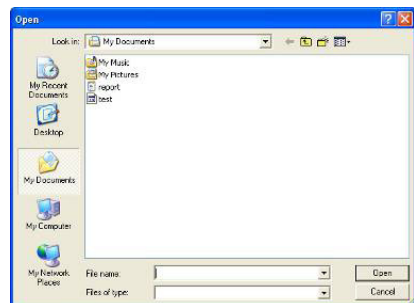 Open
Look in: My Documents
My Music
My Pictures
report
test
My Recent
Documents
Desktop
My Documents
My Computer
My Network
Places
File name:
Open
Files of type:
Cancel